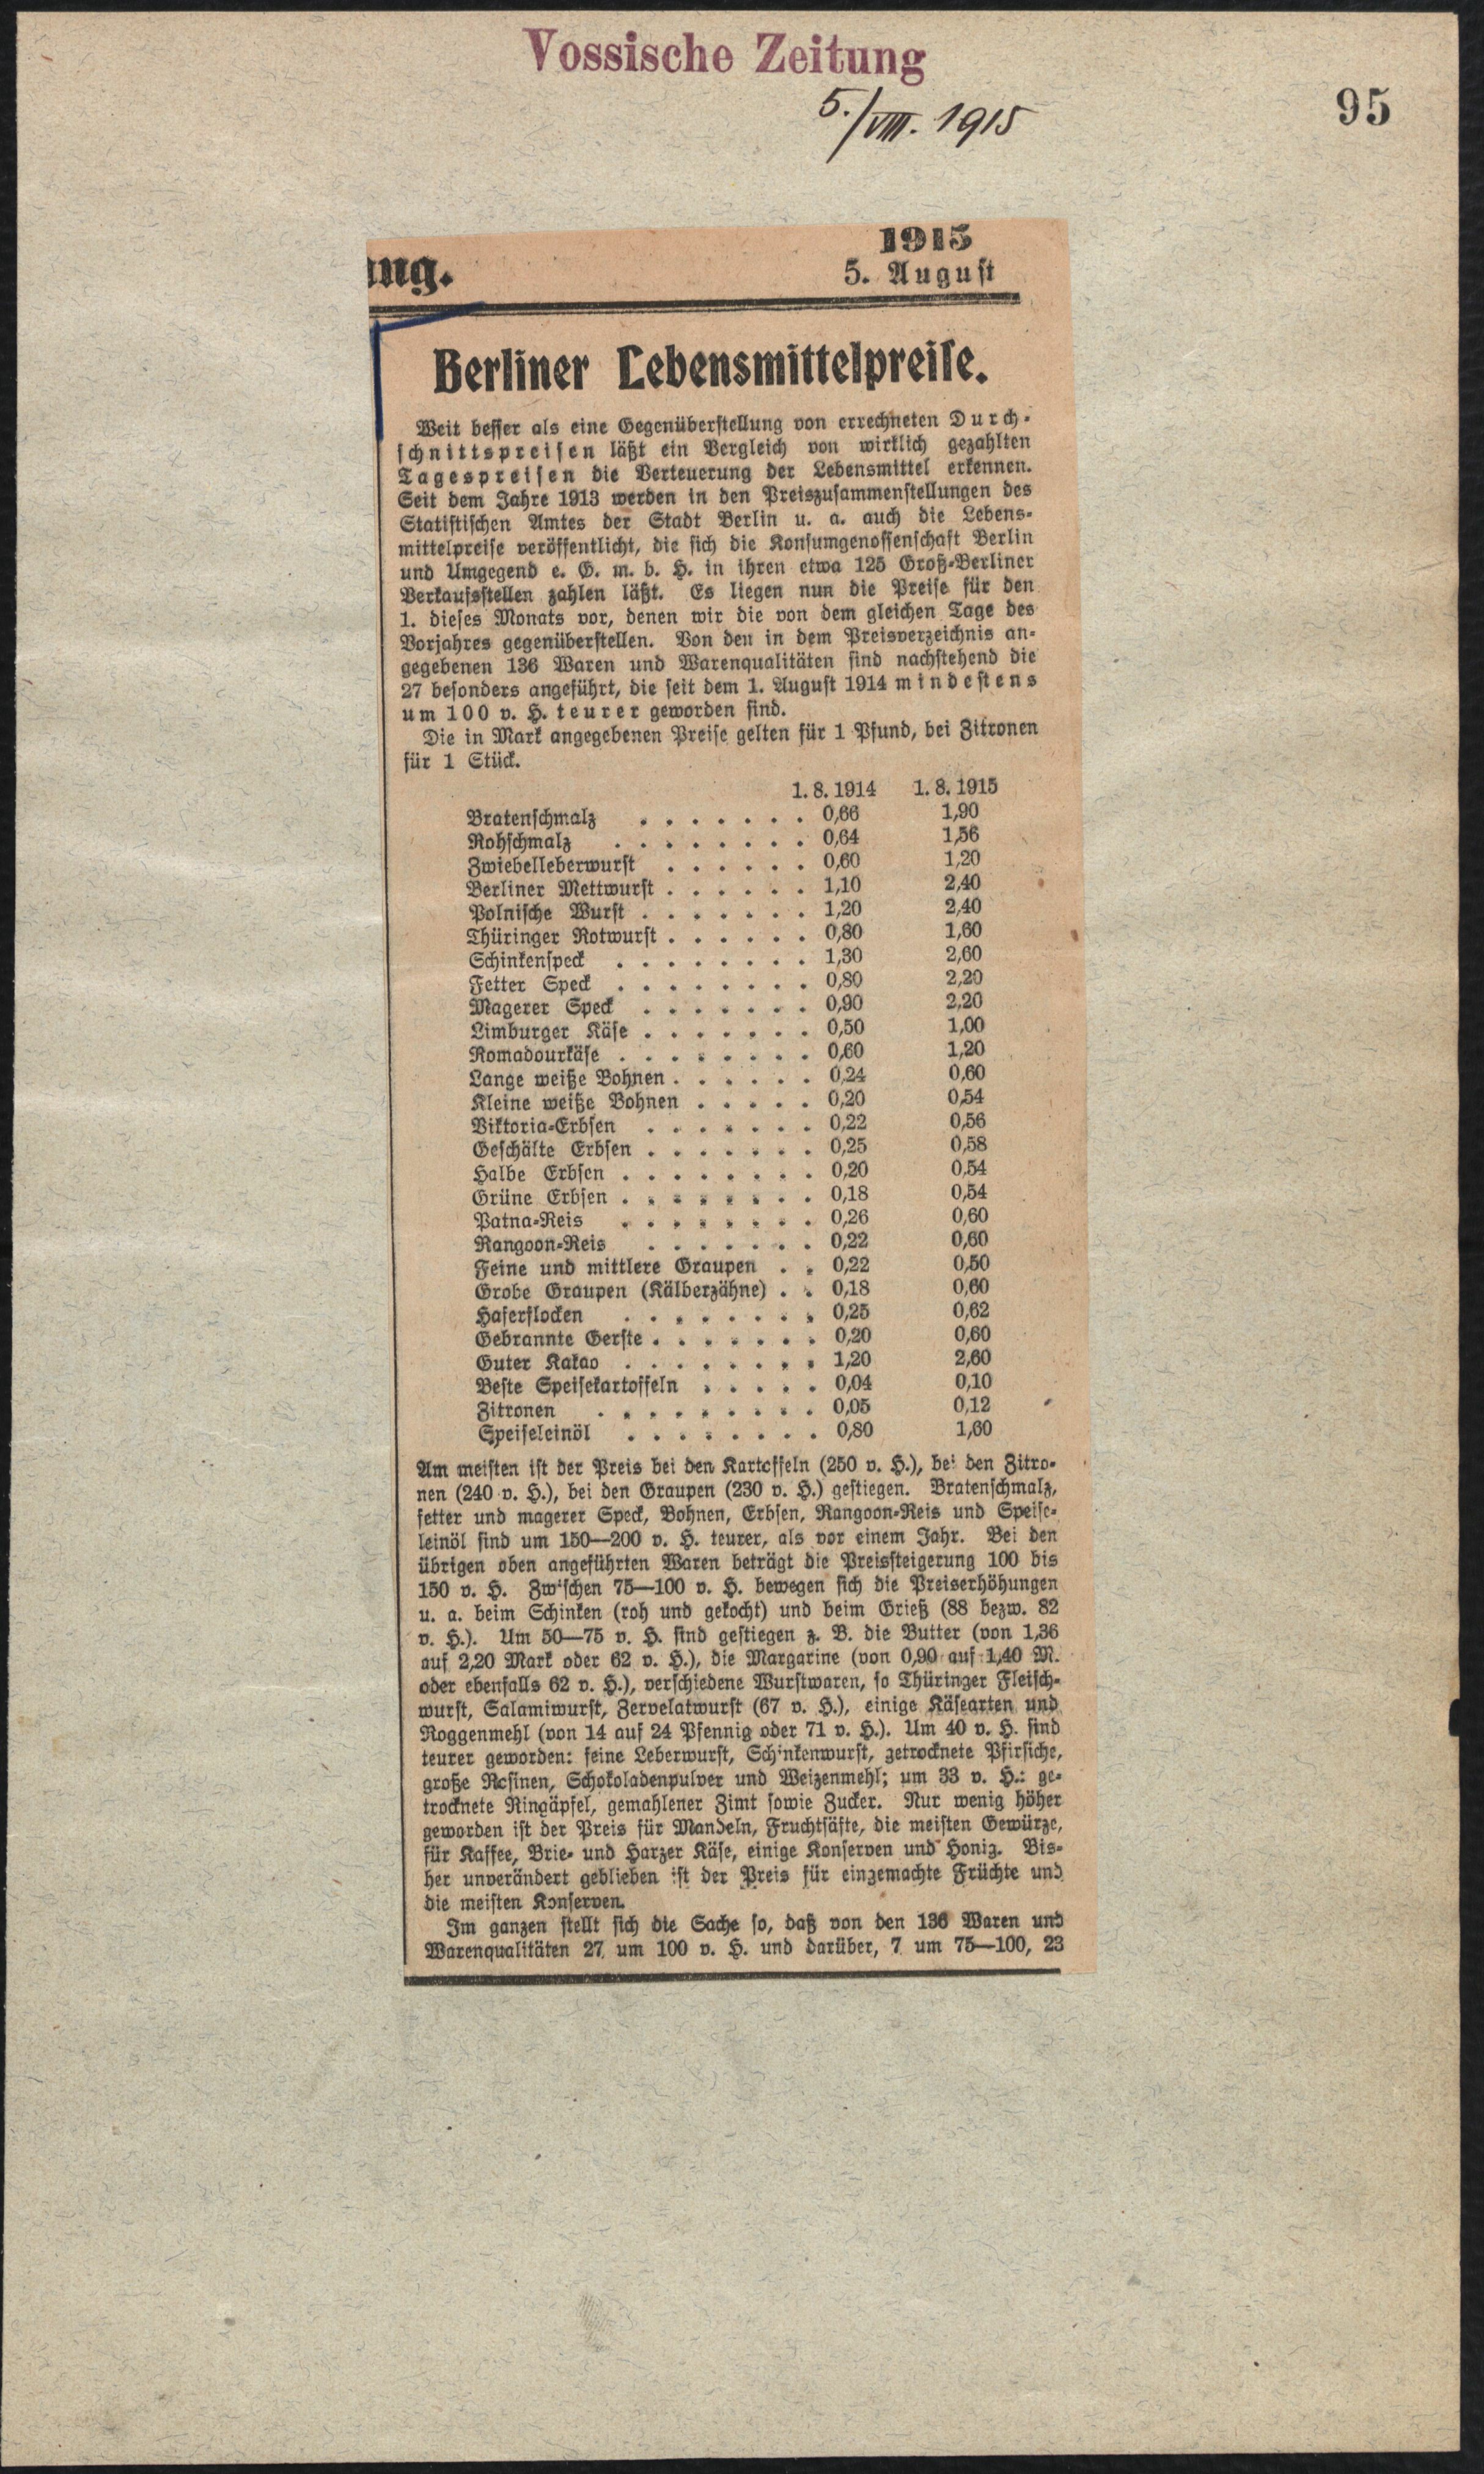 Vossische Zeitung
5./VIII. 1915
95
ung.
1915
5. August
Berliner Lebensmittelpreise.
Weit besser als eine Gegenüberstellung von errechneten Durch-
schnittspreisen läßt ein Vergleich von wirklich gezahlten
Tagespreisen die Verteuerung der Lebensmittel erkennen.
Seit dem Jahre 1913 werden in den Preiszusammenstellungen des
Statistischen Amtes der Stadt Berlin u. a. auch die Lebens-
mittelpreise veröffentlicht, die sich die Konsumgenossenschaft Berlin
und Umgegend e. G. m. b. H. in ihren etwa 125 Groß-Berliner
Verkaufsstellen zahlen läßt. Es liegen nun die Preise für den
1. dieses Monats vor, denen wir die von dem gleichen Tage des
Vorjahres gegenüberstellen. Von den in dem Preisverzeichnis an-
gegebenen 136 Waren und Warenqualitäten sind nachstehend die
27 besonders angeführt, die seit dem 1. August 1914 mindestens
um 100 v. H. teurer geworden sind.
Die in Mark angegebenen Preise gelten für 1 Pfund, bei Zitronen
für 1 Stück.
1. 8. 1914 1. 8. 1915
Bratenschmalz . . . . . . . 0,66 1,90
Rohschmalz . . . . . . . . 0,64 1,56
Zwiebelleberwurst . . . . . . 0,60 1,20
Berliner Mettwurst . . . . . . 1,10 2,40
Polnische Wurst . . . . . . . 1,20 2,40
Thüringer Rotwurst . . . . . . 0,80 1,60
Schinkenspeck . . . . . . . . 1,30 2,60
Fetter Speck . . . . . . . . 0,80 2,20
Magerer Speck . . . . . . . 0,90 2,20
Limburger Käse . . . . . . . 0,50 1,00
Romadourkäse . . . . . . . . 0,60 1,20
Lange weiße Bohnen . . . . . . 0,24 0,60
Kleine weiße Bohnen . . . . . 0,20 0,54
Viktoria-Erbsen . . . . . . . 0,22 0,56
Geschälte Erbsen . . . . . . . 0,25 0,58
Halbe Erbsen . . . . . . . . 0,20 0,54
Grüne Erbsen . . . . . . . . 0,18 0,54
Patna-Reis . . . . . . . . 0,26 0,60
Rangoon-Reis . . . . . . . 0,22 0,60
Feine und mittlere Graupen . . 0,22 0,50
Grobe Graupen (Kälberzähne) . . 0,18 0,60
Haferflocken . . . . . . . . 0,25 0,62
Gebrannte Gerste . . . . . . . 0,20 0,60
Guter Kakao . . . . . . . . 1,20 2,60
Beste Speisekartoffeln . . . . . 0,04 0,10
Zitronen . . . . . . . . . 0,05 0,12
Speiseleinöl . . . . . . . . 0,80 1,60
Am meisten ist der Preis bei den Kartoffeln (250 v. H.), bei den Zitro-
nen (240 v. H.), bei den Graupen (230 v. H.) gestiegen. Bratenschmalz,
fetter und magerer Speck, Bohnen, Erbsen, Rangoon-Reis und Speise-
leinöl sind um 150—200 v. H. teurer, als vor einem Jahr. Bei den
übrigen oben angeführten Waren beträgt die Preissteigerung 100 bis
150 v. H. Zwischen 75—100 v. H. bewegen sich die Preiserhöhungen
u. a. beim Schinken (roh und gekocht) und beim Grieß (88 bezw. 82
v. H.). Um 50—75 v. H. sind gestiegen z. B. die Butter (von 1,36
auf 2,20 Mark oder 62 v. H.), die Margarine (von 0,90 auf 1,40 M.
oder ebenfalls 62 v. H.), verschiedene Wurstwaren, so Thüringer Fleisch-
wurst, Salamiwurst, Zervelatwurst (67 v. H.), einige Käsearten und
Roggenmehl (von 14 auf 24 Pfennig oder 71 v. H.). Um 40 v. H. sind
teurer geworden: feine Leberwurst, Schinkenwurst, getrocknete Pfirsiche,
große Rosinen, Schokoladenpulver und Weizenmehl; um 33 v. H.: ge-
trocknete Ringäpfel, gemahlener Zimt sowie Zucker. Nur wenig höher
geworden ist der Preis für Mandeln, Fruchtsäfte, die meisten Gewürze,
für Kaffee, Brie- und Harzer Käse, einige Konserven und Honig. Bis-
her unverändert geblieben ist der Preis für eingemachte Früchte und
die meisten Konserven.
Im ganzen stellt sich die Sache so, daß von den 136 Waren und
Warenqualitäten 27 um 100 v. H. und darüber, 7 um 75—100, 23